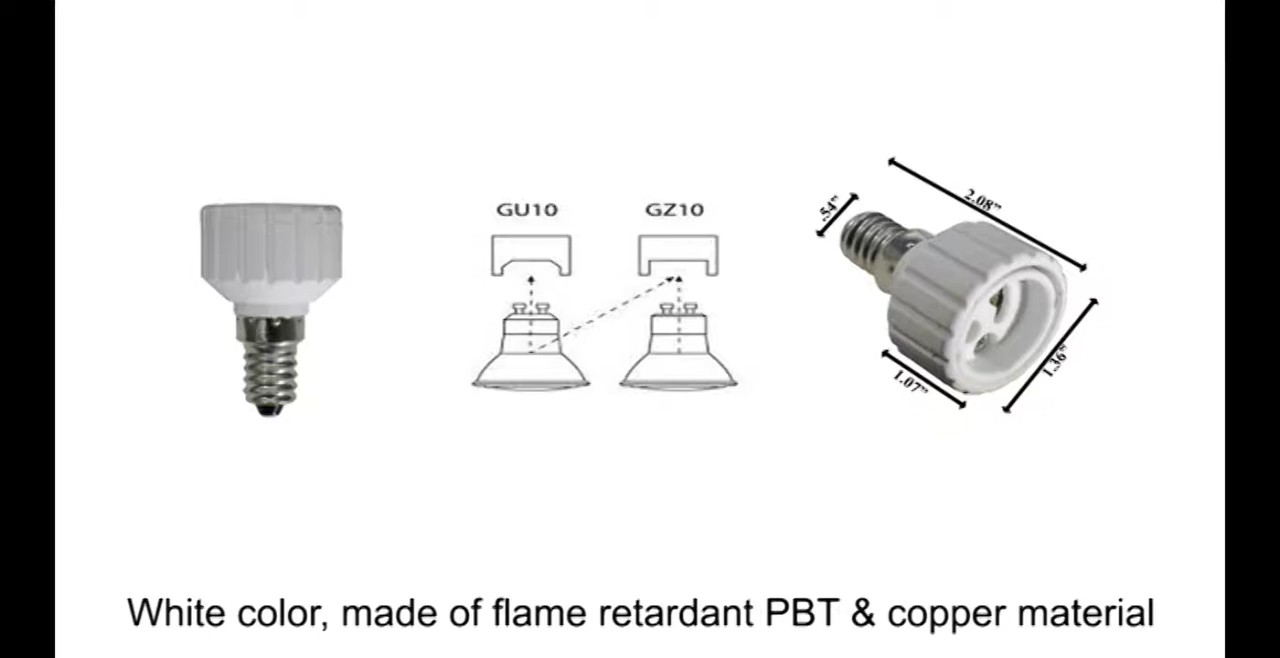 GU10
GZ10
.54”
2.08”
1.07”
1.36”
White color, made of flame retardant PBT & copper material